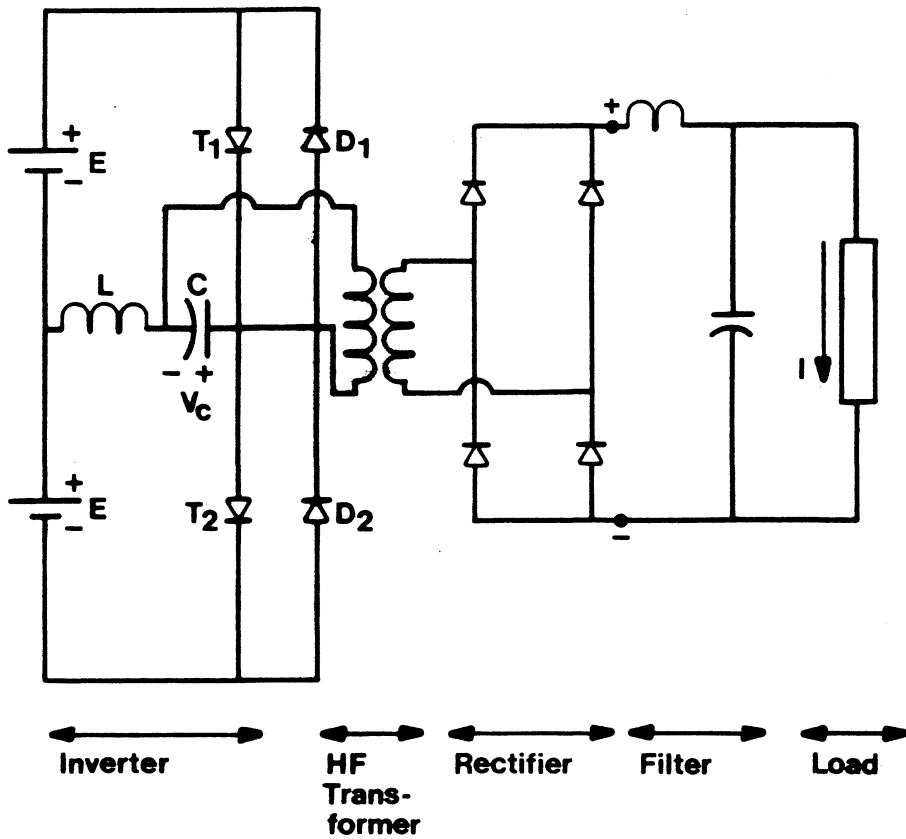 +
E
-
T1
D1
L
C
- +
Vc
+
E
-
T2
D2
+
-
I
Inverter
HF
Trans-
former
Rectifier
Filter
Load